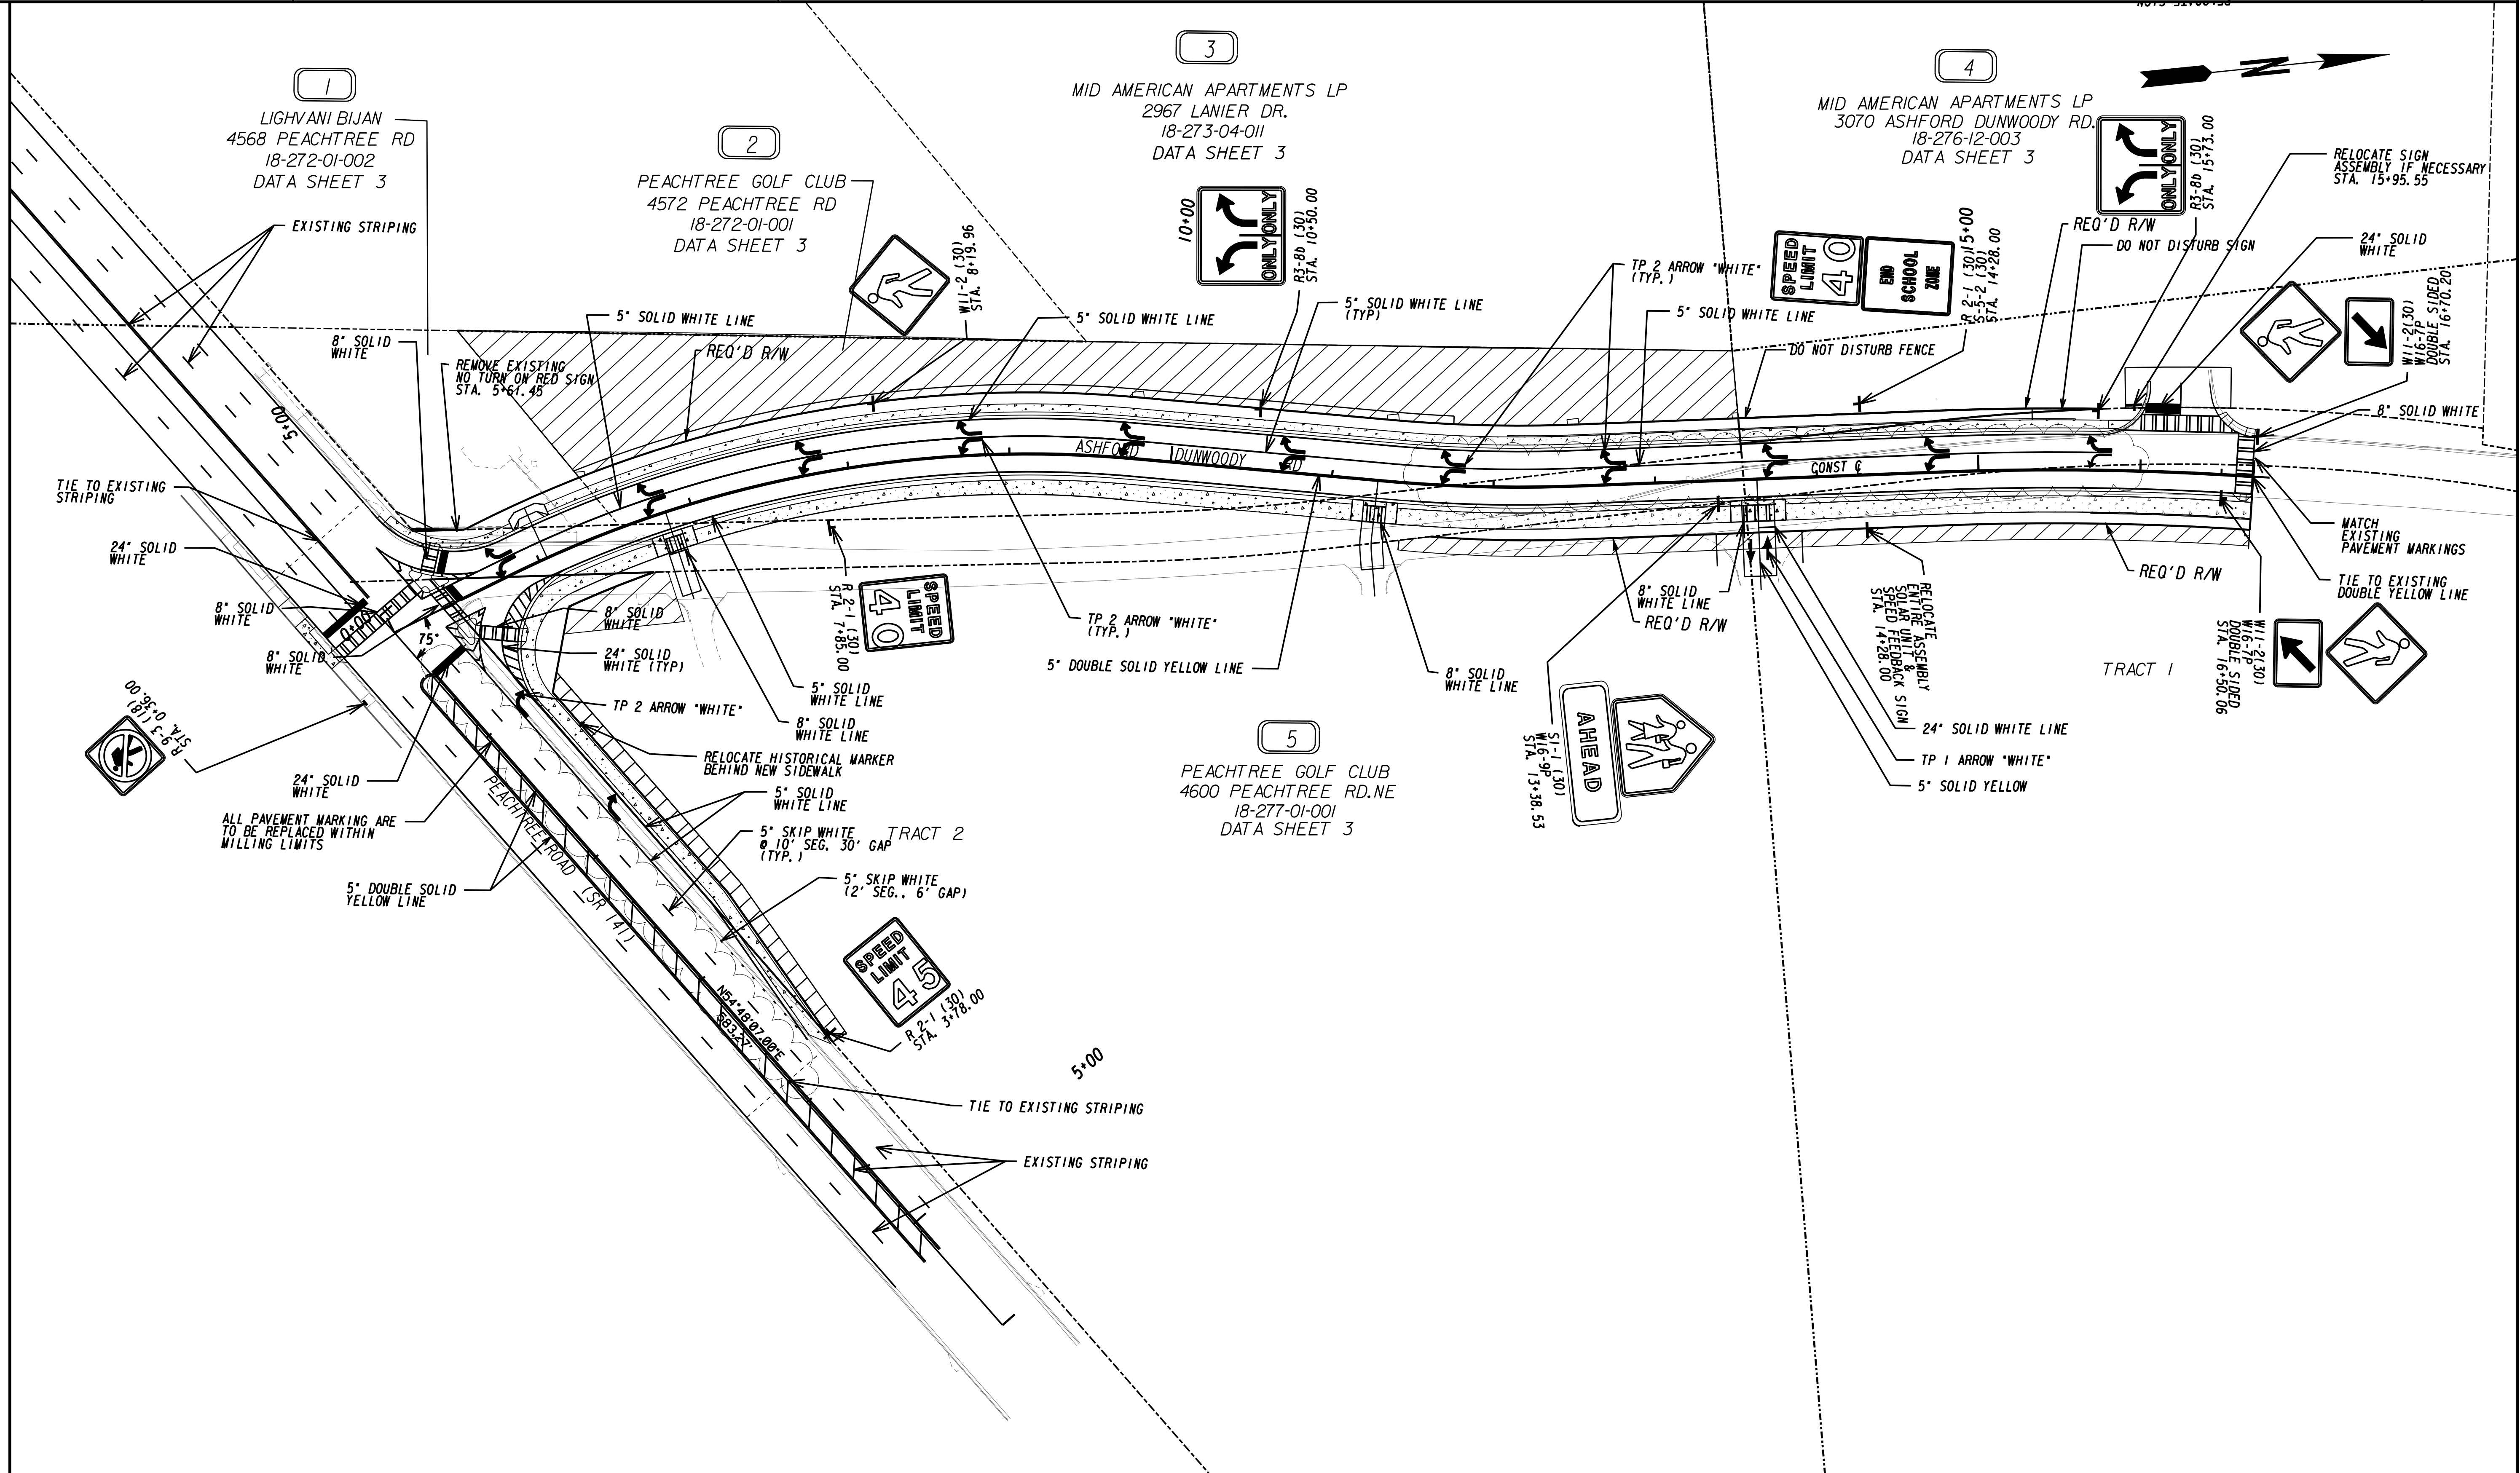 1
LIGHVANI BIJAN
4568 PEACHTREE RD
18-272-01-002
DATA SHEET 3
2
PEACHTREE GOLF CLUB
4572 PEACHTREE RD
18-272-01-001
DATA SHEET 3
3
MID AMERICAN APARTMENTS LP
2967 LANIER DR.
18-273-04-011
DATA SHEET 3
4
MID AMERICAN APARTMENTS LP
3070 ASHFORD DUNWOODY RD.
18-276-12-003
DATA SHEET 3
N
EXISTING STRIPING
W11-2 (30)
STA. 8+19.96
10+00
ONLY ONLY
R3-8b (30)
STA. 10+50.00
SPEED
LIMIT
40
END
SCHOOL
ZONE
15+00
R 2-1 (30)
S-5-2 (30)
STA. 14+28.00
ONLY ONLY
R3-8b (30)
STA. 15+73.00
RELOCATE SIGN
ASSEMBLY IF NECESSARY
STA. 15+95.55
REQ'D R/W
DO NOT DISTURB SIGN
24" SOLID
WHITE
W11-2(30)
W16-7P
DOUBLE SIDED
STA. 16+70.20
8" SOLID WHITE
8" SOLID
WHITE
REMOVE EXISTING
NO TURN ON RED SIGN
STA. 5+61.45
5" SOLID WHITE LINE
REQ'D R/W
5" SOLID WHITE LINE
5" SOLID WHITE LINE
(TYP)
TP 2 ARROW "WHITE"
(TYP.)
5" SOLID WHITE LINE
DO NOT DISTURB FENCE
5+00
ASHFORD DUNWOODY RD
CONST C
TIE TO EXISTING
STRIPING
24" SOLID
WHITE
8" SOLID
WHITE
0+00
75°
8" SOLID
WHITE
8" SOLID
WHITE
24" SOLID
WHITE (TYP)
TP 2 ARROW "WHITE"
RELOCATE HISTORICAL MARKER
BEHIND NEW SIDEWALK
5" SOLID
WHITE LINE
8" SOLID
WHITE LINE
R 2-1 (30)
STA. 7+85.00
SPEED
LIMIT
40
TP 2 ARROW "WHITE"
(TYP.)
5" DOUBLE SOLID YELLOW LINE
8" SOLID
WHITE LINE
8" SOLID
WHITE LINE
REQ'D R/W
S1-1 (30)
W16-9P
STA. 13+38.53
AHEAD
RELOCATE
ENTIRE ASSEMBLY
SOLAR UNIT &
SPEED FEEDBACK SIGN
STA. 14+28.00
24" SOLID WHITE LINE
TP 1 ARROW "WHITE"
5" SOLID YELLOW
REQ'D R/W
TRACT 1
MATCH
EXISTING
PAVEMENT MARKINGS
TIE TO EXISTING
DOUBLE YELLOW LINE
W11-2(30)
W16-7P
DOUBLE SIDED
STA. 16+50.06
R 9-3 (18)
STA. 0+36.00
24" SOLID
WHITE
ALL PAVEMENT MARKING ARE
TO BE REPLACED WITHIN
MILLING LIMITS
5" DOUBLE SOLID
YELLOW LINE
PEACHTREE ROAD (SR 141)
5" SOLID
WHITE LINE
5" SKIP WHITE
@ 10' SEG. 30' GAP
(TYP.)
TRACT 2
5" SKIP WHITE
(2' SEG., 6' GAP)
SPEED
LIMIT
45
R 2-1 (30)
STA. 3+78.00
N54°48'07.00"E
583.27'
5+00
TIE TO EXISTING STRIPING
EXISTING STRIPING
5
PEACHTREE GOLF CLUB
4600 PEACHTREE RD.NE
18-277-01-001
DATA SHEET 3